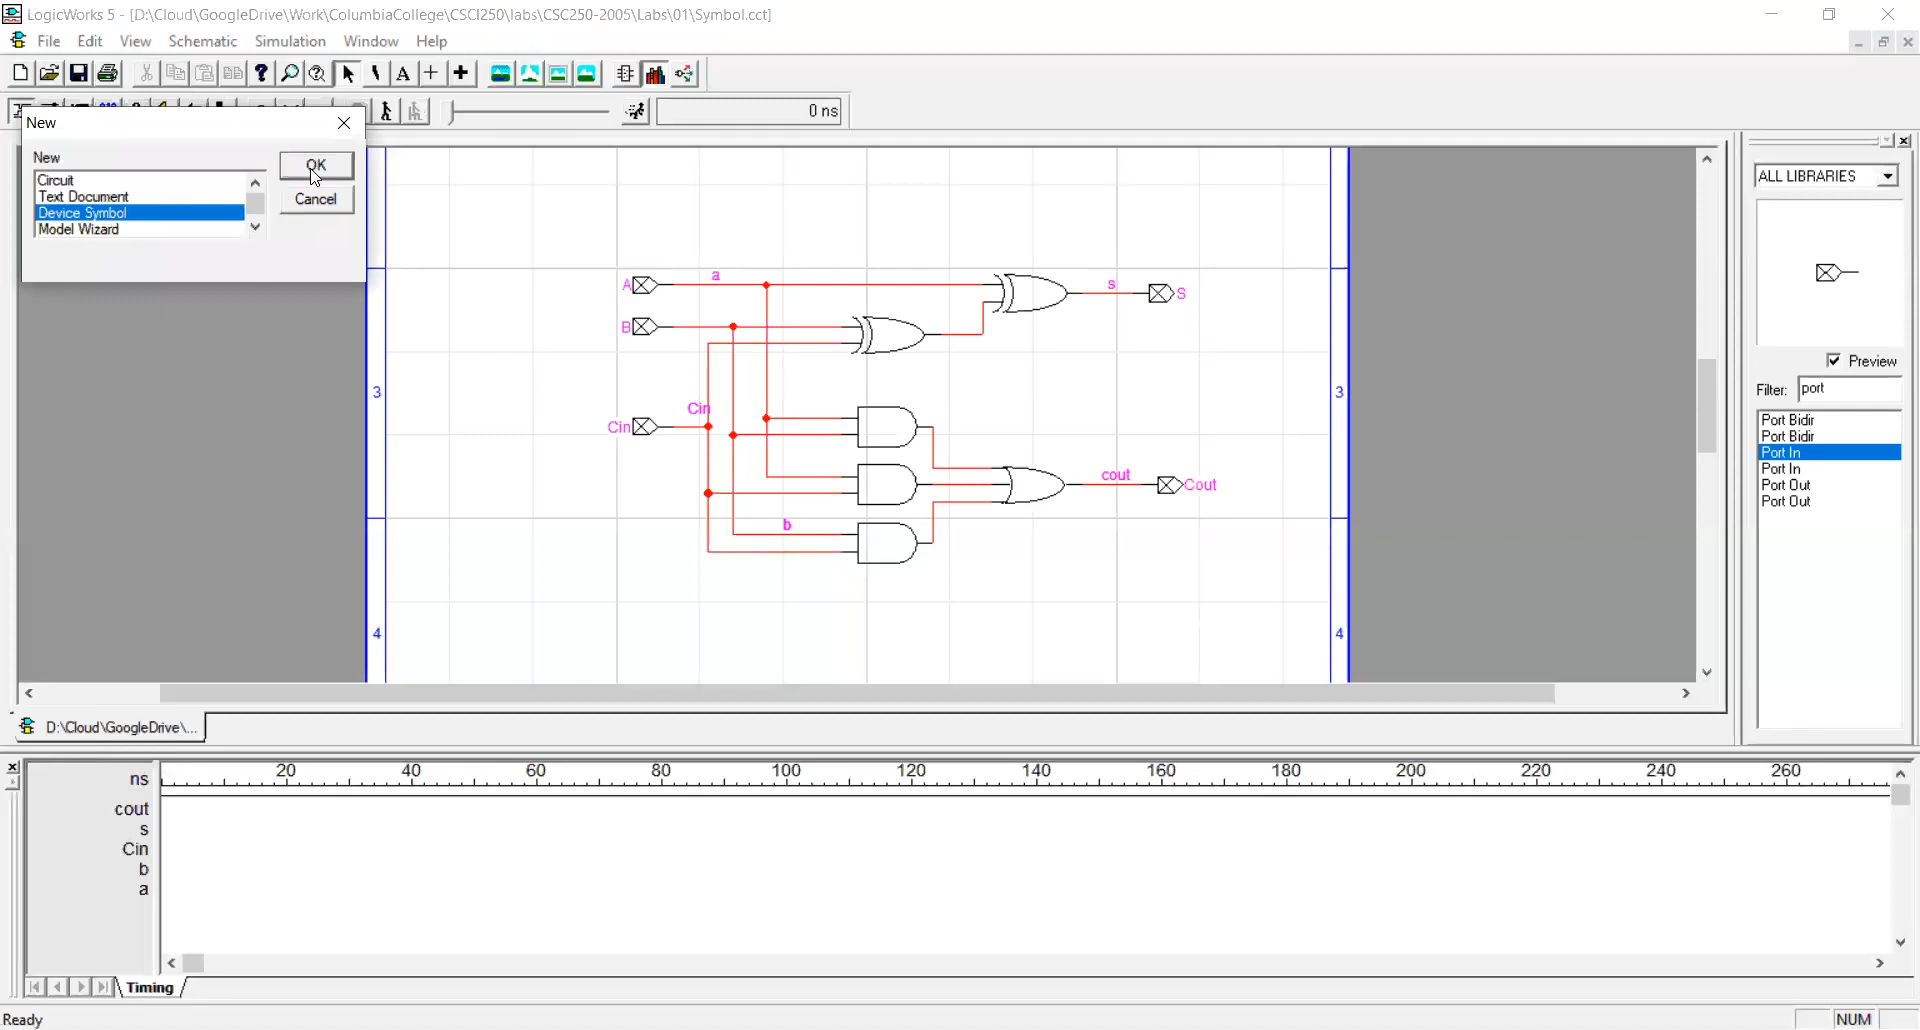 LogicWorks 5 - [D:\Cloud\GoogleDrive\Work\ColumbiaCollege\CSCI250\labs\CSC250-2005\Labs\01\Symbol.cct]
File Edit View Schematic Simulation Window Help
0 ns
New
New
Circuit
Text Document
Device Symbol
Model Wizard
OK
Cancel
A a s S
B
Cin Cin
cout Cout
b
3 3
4 4
ALL LIBRARIES
Preview
Filter: port
Port Bidir
Port Bidir
Port In
Port In
Port Out
Port Out
D:\Cloud\GoogleDrive\...
ns 20 40 60 80 100 120 140 160 180 200 220 240 260
cout
s
Cin
b
a
Timing
Ready NUM